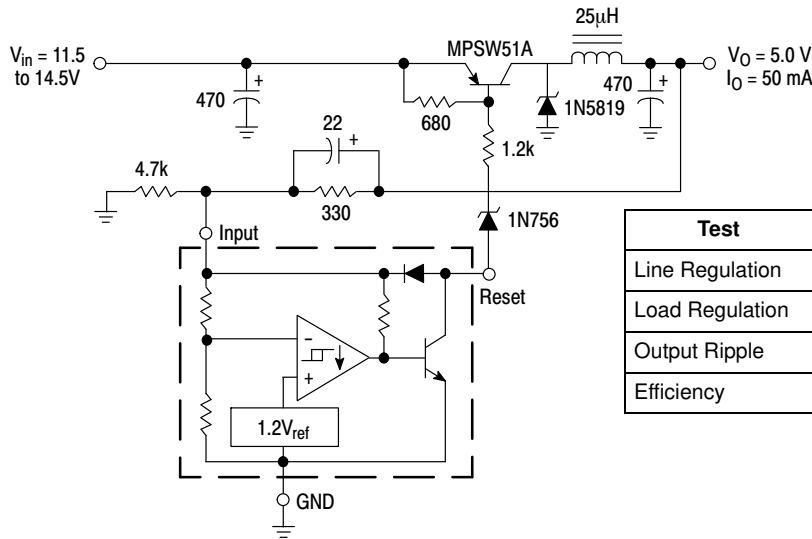 25μH
MPSW51A
V_in = 11.5
to 14.5V
V_O = 5.0 V
I_O = 50 mA
470
+
680
470
+
1N5819
22
+
1.2k
4.7k
330
1N756
Input
Reset
Test
Line Regulation
Load Regulation
Output Ripple
Efficiency
−
+
1.2V_ref
GND